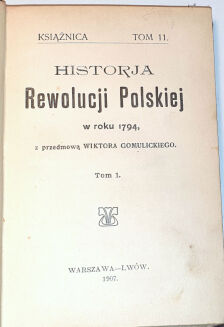 KSIĄŻNICA TOM 11.
HISTORJA
Rewolucji Polskiej
w roku 1794,
z przedmową WIKTORA GOMULICKIEGO.
Tom 1.
WARSZAWA—LWÓW.
1907.